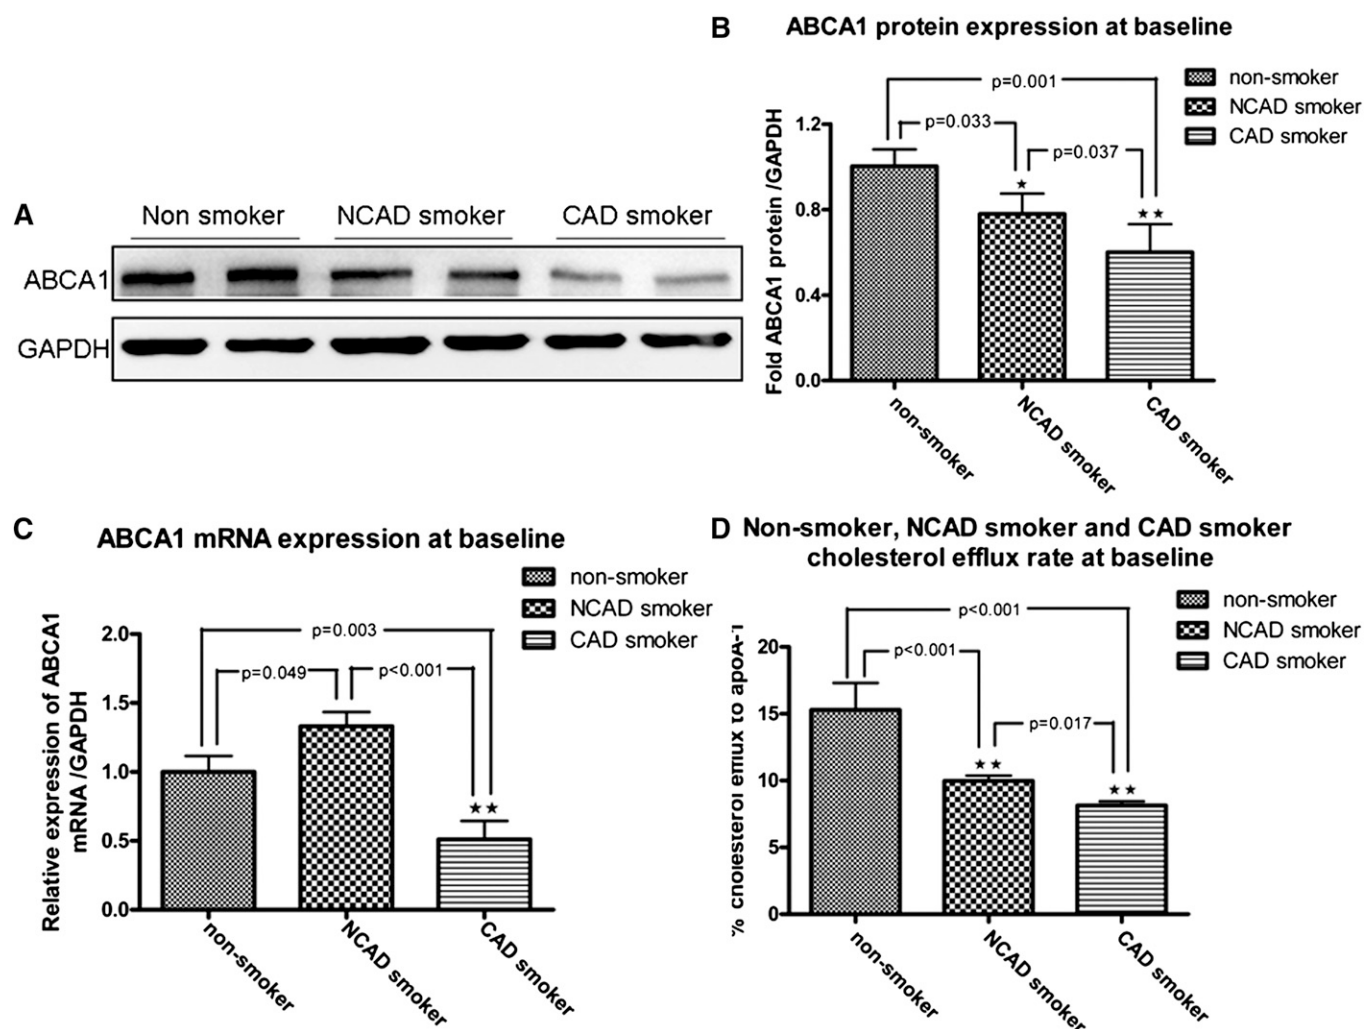 A
Non smoker NCAD smoker CAD smoker
ABCA1
GAPDH
B ABCA1 protein expression at baseline
non-smoker
NCAD smoker
CAD smoker
p=0.001
p=0.033
p=0.037
★
★★
Fold ABCA1 protein /GAPDH
1.2
0.8
0.4
0.0
non-smoker
NCAD smoker
CAD smoker
C ABCA1 mRNA expression at baseline
non-smoker
NCAD smoker
CAD smoker
p=0.003
p=0.049
p<0.001
★★
Relative expression of ABCA1
mRNA /GAPDH
2.0
1.5
1.0
0.5
0.0
non-smoker
NCAD smoker
CAD smoker
D Non-smoker, NCAD smoker and CAD smoker
cholesterol efflux rate at baseline
non-smoker
NCAD smoker
CAD smoker
p<0.001
p<0.001
p=0.017
★★
★★
% cholesterol efflux to apoA-1
20
15
10
5
0
non-smoker
NCAD smoker
CAD smoker